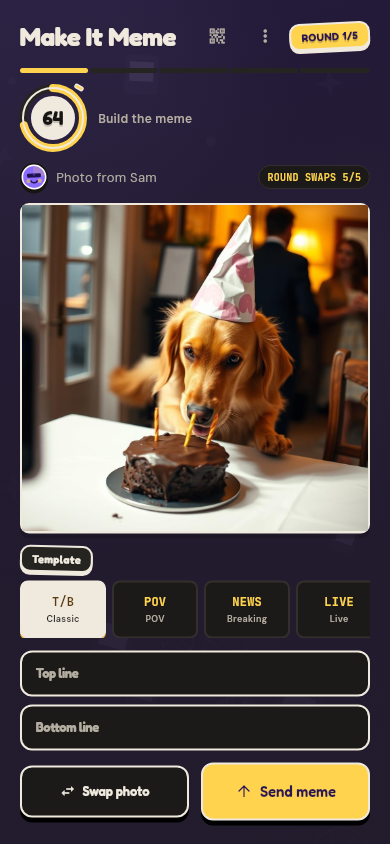 Make It Meme
ROUND 1/5
64
Build the meme
Photo from Sam
ROUND SWAPS 5/5
Template
T/B
Classic
POV
POV
NEWS
Breaking
LIVE
Live
Top line
Bottom line
Swap photo
Send meme